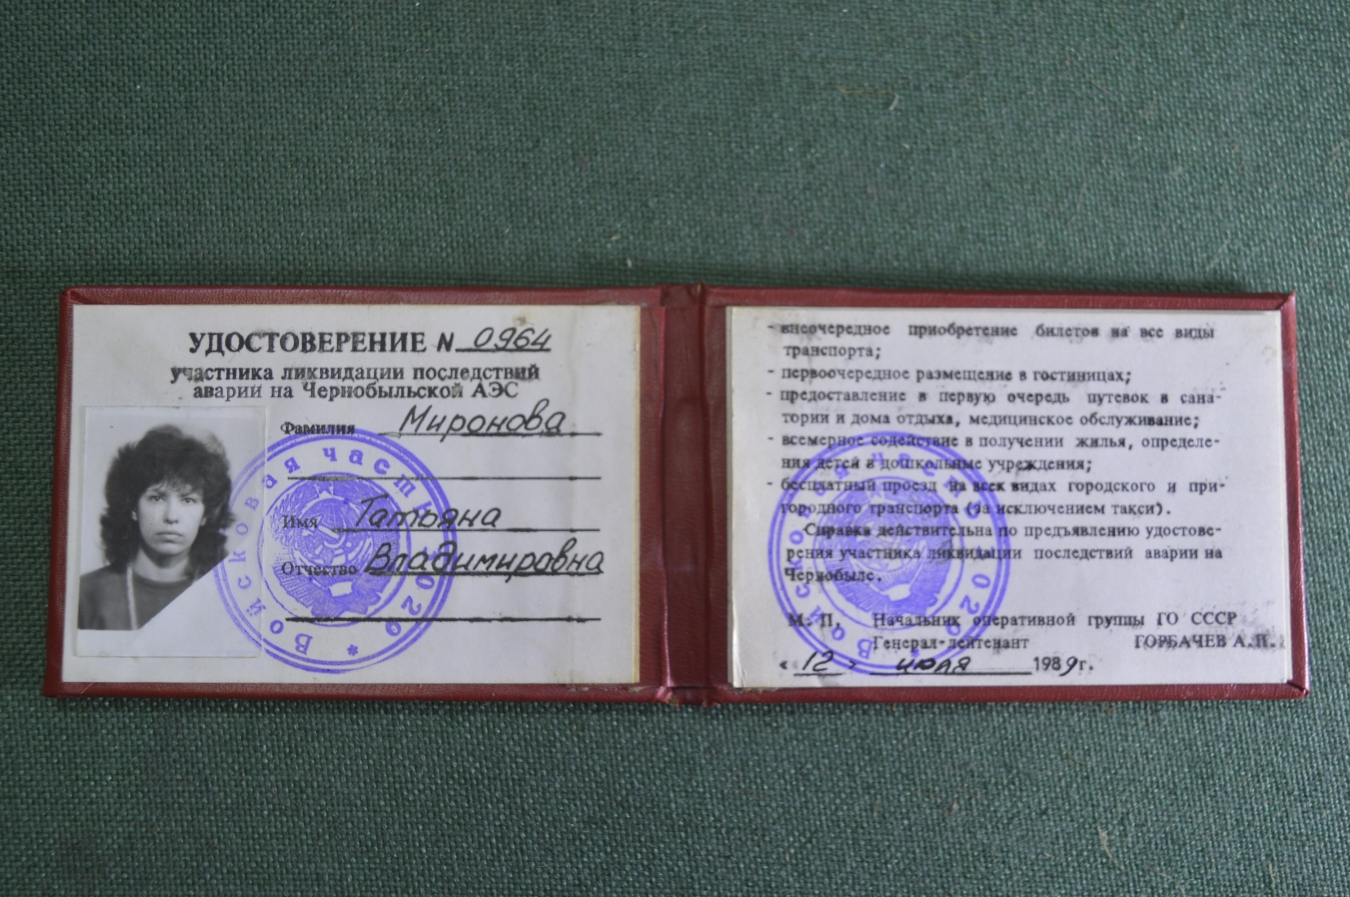 УДОСТОВЕРЕНИЕ N 0964
участника ликвидации последствий
аварии на Чернобыльской АЭС
Фамилия Миронова
Имя Татьяна
Отчество Владимировна
Войсковая часть
- внеочередное приобретение билетов на все виды
транспорта;
- первоочередное размещение в гостиницах;
- предоставление в первую очередь путевок в сана-
тории и дома отдыха, медицинское обслуживание;
- всемерное содействие в получении жилья, определе-
ния детей в дошкольные учреждения;
- бесплатный проезд на всех видах городского и при-
городного транспорта (за исключением такси).
Справка действительна по предъявлению удостове-
рения участника ликвидации последствий аварии на
Чернобыле.
М. П. Начальник оперативной группы ГО СССР
Генерал-лейтенант ГОРБАЧЕВ А.П.
« 12 » июля 1989г.